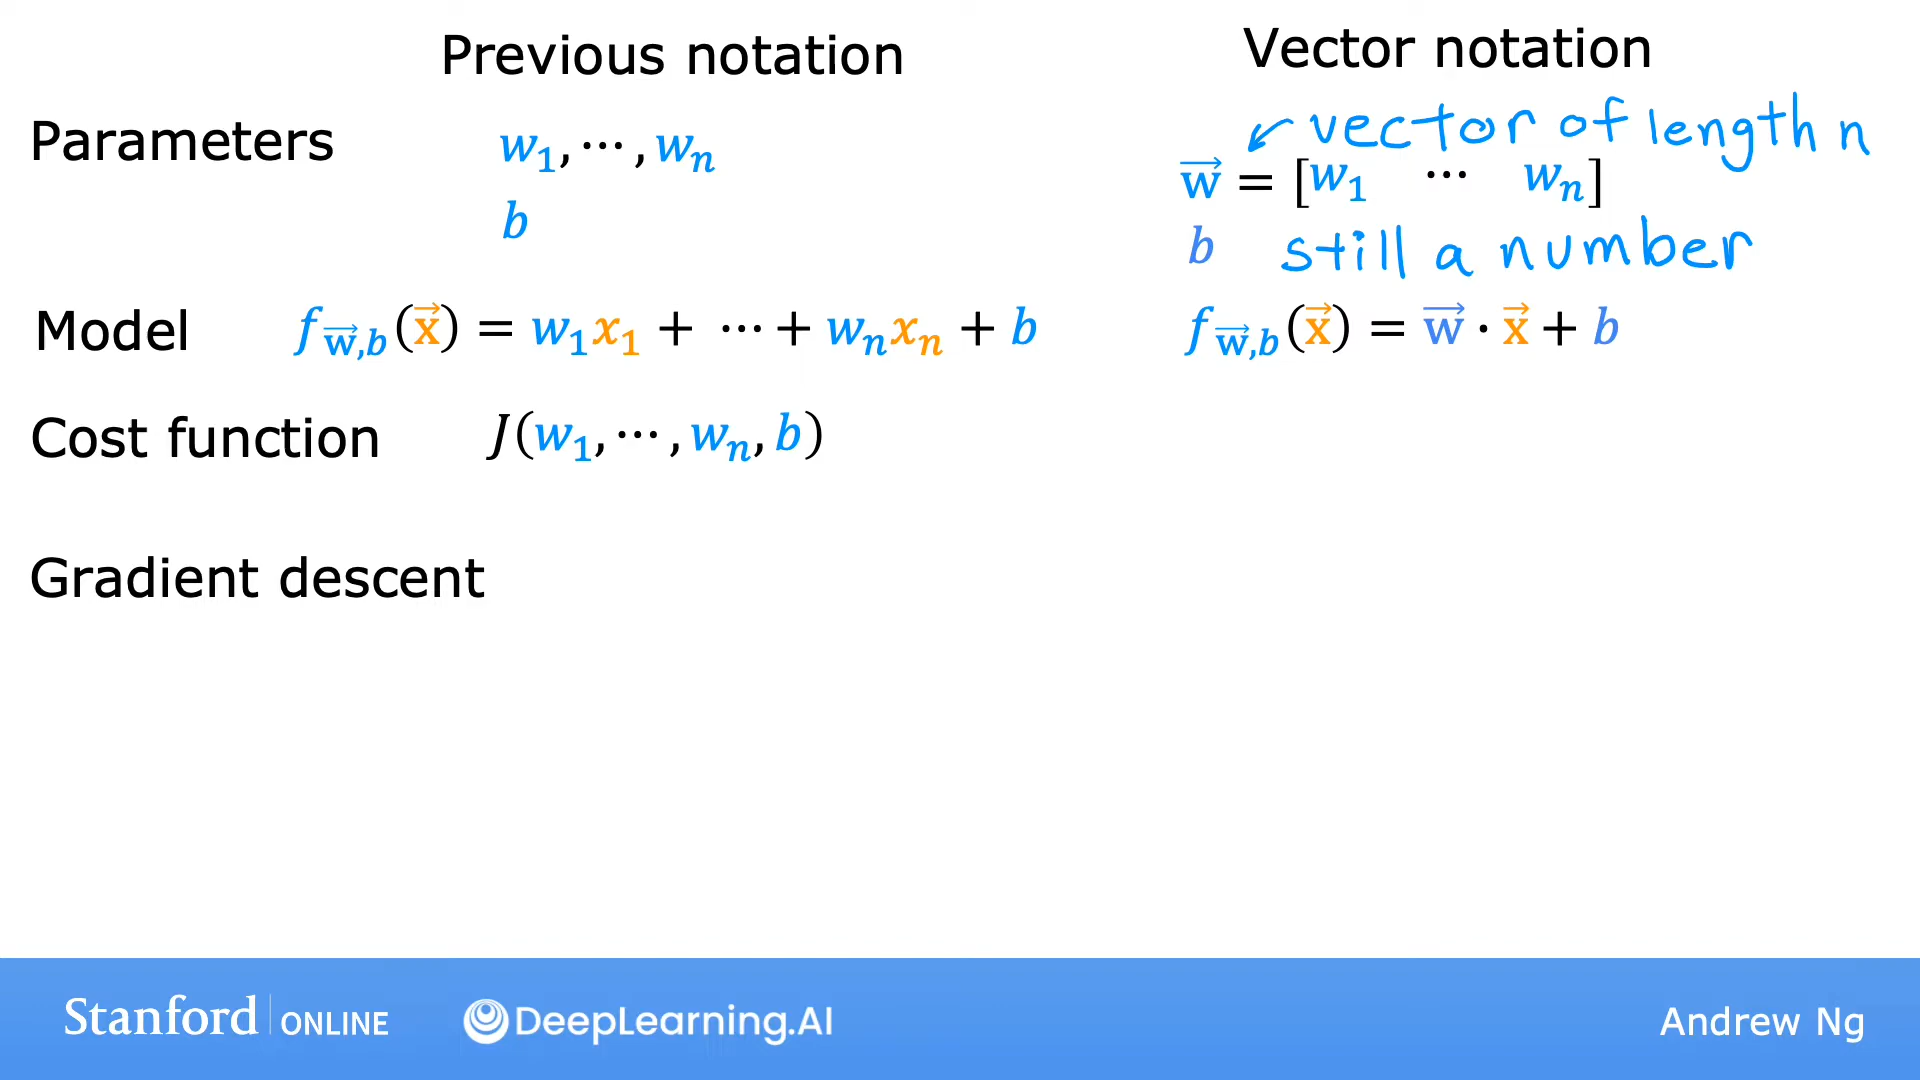 Previous notation
Vector notation
Parameters
w₁, ⋯ , wₙ
vector of length n
w⃗ = [w₁ ⋯ wₙ]
b
b still a number
Model
f_w⃗,b(x⃗) = w₁x₁ + ⋯ + wₙxₙ + b
f_w⃗,b(x⃗) = w⃗ · x⃗ + b
Cost function
J(w₁, ⋯ , wₙ, b)
Gradient descent
Stanford | ONLINE
DeepLearning.AI
Andrew Ng